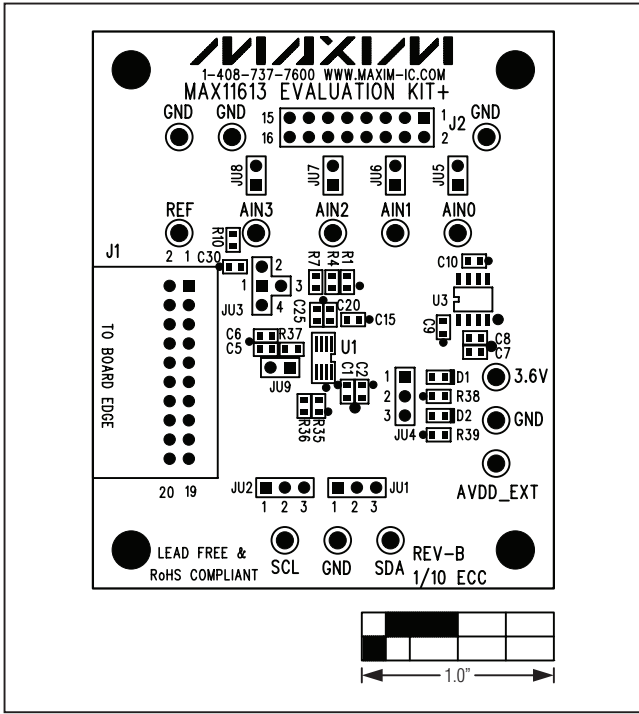 MAXIM
1-408-737-7600 WWW.MAXIM-IC.COM
MAX11613 EVALUATION KIT+
GND GND 15 1 J2 GND
16 2
JU8 JU7 JU6 JU5
REF AIN3 AIN2 AIN1 AIN0
J1 2 1 R10 C30
2
1 3
JU3 4
R7 R4 R1
C10
U3
C25 C20 C15
C9
C6 R37
C5
C8
C7
U1
JU9
C1 C2
R36 R35
TO BOARD EDGE
1 D1 3.6V
2 R38
3 D2 GND
JU4 R39
AVDD_EXT
20 19
JU2 JU1
1 2 3 1 2 3
LEAD FREE &
RoHS COMPLIANT
SCL GND SDA
REV-B
1/10 ECC
1.0"